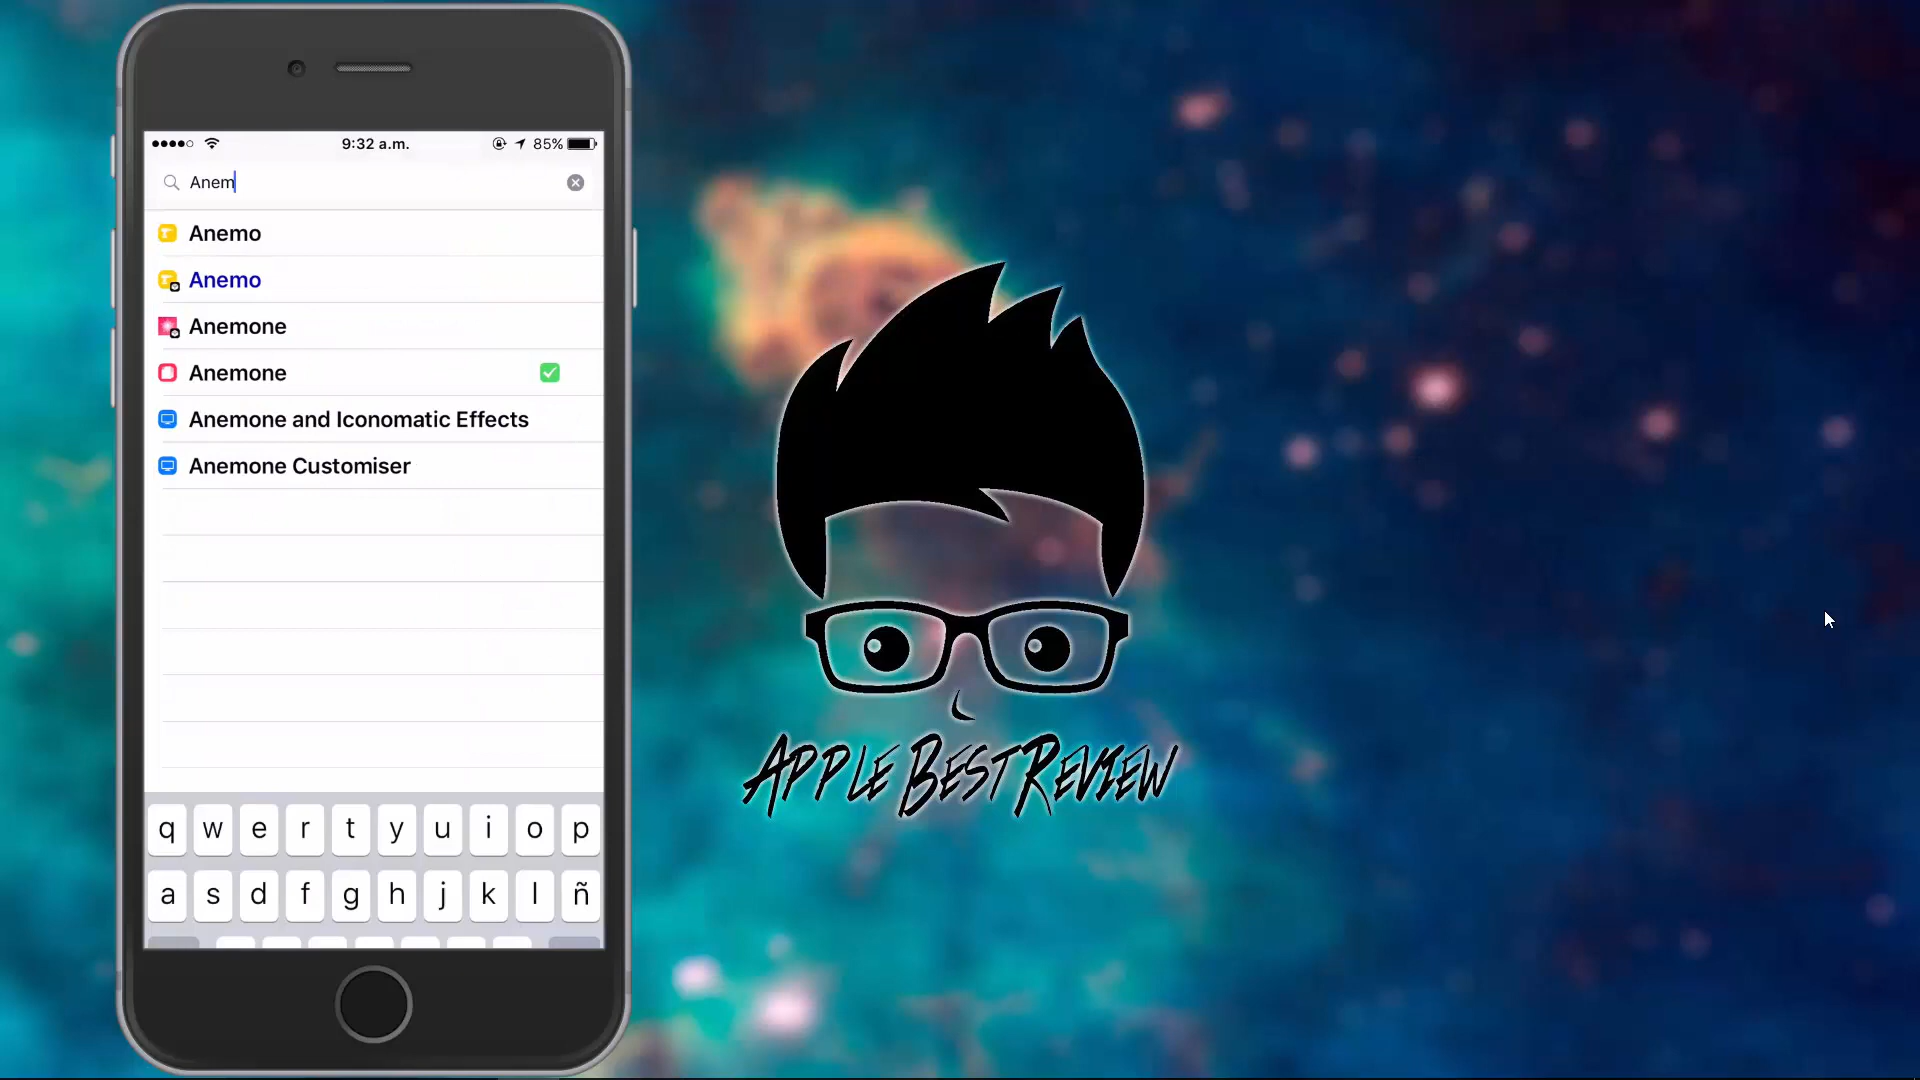 9:32 a.m.
85%
Anem
Anemo
Anemo
Anemone
Anemone
Anemone and Iconomatic Effects
Anemone Customiser
q w e r t y u i o p
a s d f g h j k l ñ
APPLE BEST REVIEW